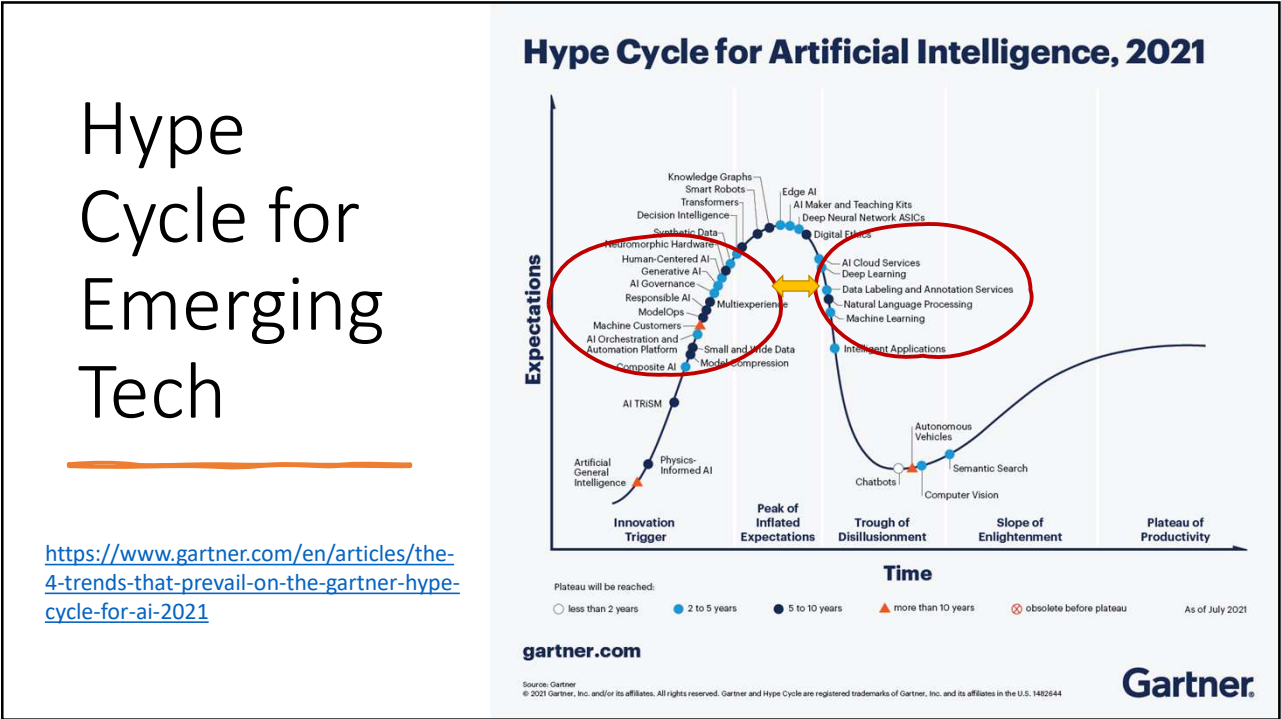 Hype
Cycle for
Emerging
Tech
https://www.gartner.com/en/articles/the-
4-trends-that-prevail-on-the-gartner-hype-
cycle-for-ai-2021
Hype Cycle for Artificial Intelligence, 2021
Expectations
Knowledge Graphs
Smart Robots
Transformers
Decision Intelligence
Synthetic Data
Neuromorphic Hardware
Human-Centered AI
Generative AI
AI Governance
Responsible AI
Multiexperience
ModelOps
Machine Customers
AI Orchestration and
Automation Platform
Small and Wide Data
Model Compression
Composite AI
AI TRiSM
Physics-
Informed AI
Artificial
General
Intelligence
Edge AI
AI Maker and Teaching Kits
Deep Neural Network ASICs
Digital Ethics
AI Cloud Services
Deep Learning
Data Labeling and Annotation Services
Natural Language Processing
Machine Learning
Intelligent Applications
Autonomous
Vehicles
Chatbots
Semantic Search
Computer Vision
Innovation
Trigger
Peak of
Inflated
Expectations
Trough of
Disillusionment
Slope of
Enlightenment
Plateau of
Productivity
Time
Plateau will be reached:
less than 2 years
2 to 5 years
5 to 10 years
more than 10 years
obsolete before plateau
As of July 2021
gartner.com
Source: Gartner
© 2021 Gartner, Inc. and/or its affiliates. All rights reserved. Gartner and Hype Cycle are registered trademarks of Gartner, Inc. and its affiliates in the U.S. 1482644
Gartner®